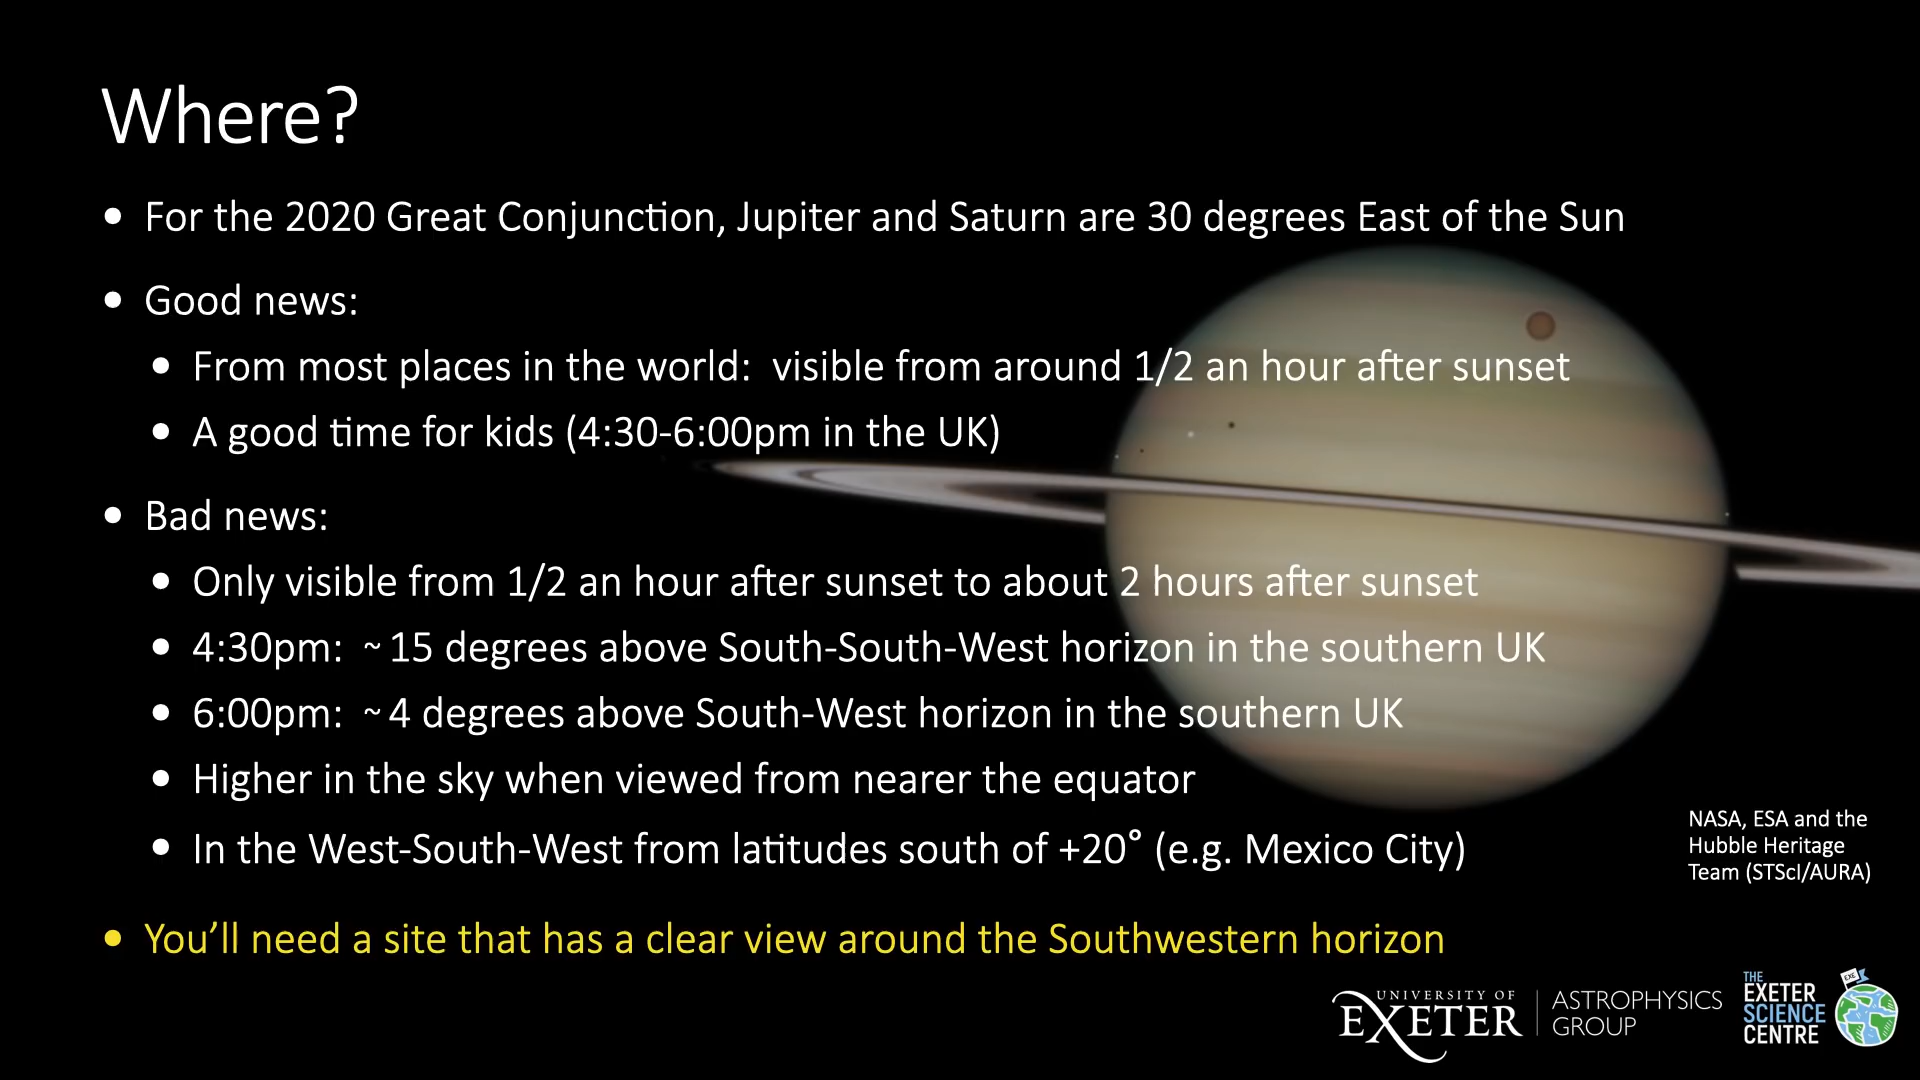 Where?
• For the 2020 Great Conjunction, Jupiter and Saturn are 30 degrees East of the Sun
• Good news:
• From most places in the world:  visible from around 1/2 an hour after sunset
• A good time for kids (4:30-6:00pm in the UK)
• Bad news:
• Only visible from 1/2 an hour after sunset to about 2 hours after sunset
• 4:30pm:  ~15 degrees above South-South-West horizon in the southern UK
• 6:00pm:  ~4 degrees above South-West horizon in the southern UK
• Higher in the sky when viewed from nearer the equator
• In the West-South-West from latitudes south of +20° (e.g. Mexico City)
• You’ll need a site that has a clear view around the Southwestern horizon
NASA, ESA and the
Hubble Heritage
Team (STScI/AURA)
UNIVERSITY OF
EXETER
ASTROPHYSICS
GROUP
THE
EXETER
SCIENCE
CENTRE
EXE